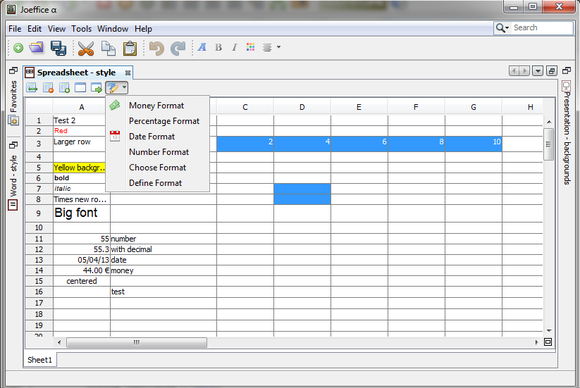 Joeffice α
File Edit View Tools Window Help
Search
Spreadsheet - style
Favorites
Word - style
Presentation - backgrounds
Money Format
Percentage Format
Date Format
Number Format
Choose Format
Define Format
A C D E F G H
1 Test 2
2 Red
3 Larger row 2 4 6 8 10
4
5 Yellow backgr...
6 bold
7 italic
8 Times new ro...
9 Big font
10
11 55 number
12 55.3 with decimal
13 05/04/13 date
14 44.00 € money
15 centered
16 test
17
18
19
20
Sheet1